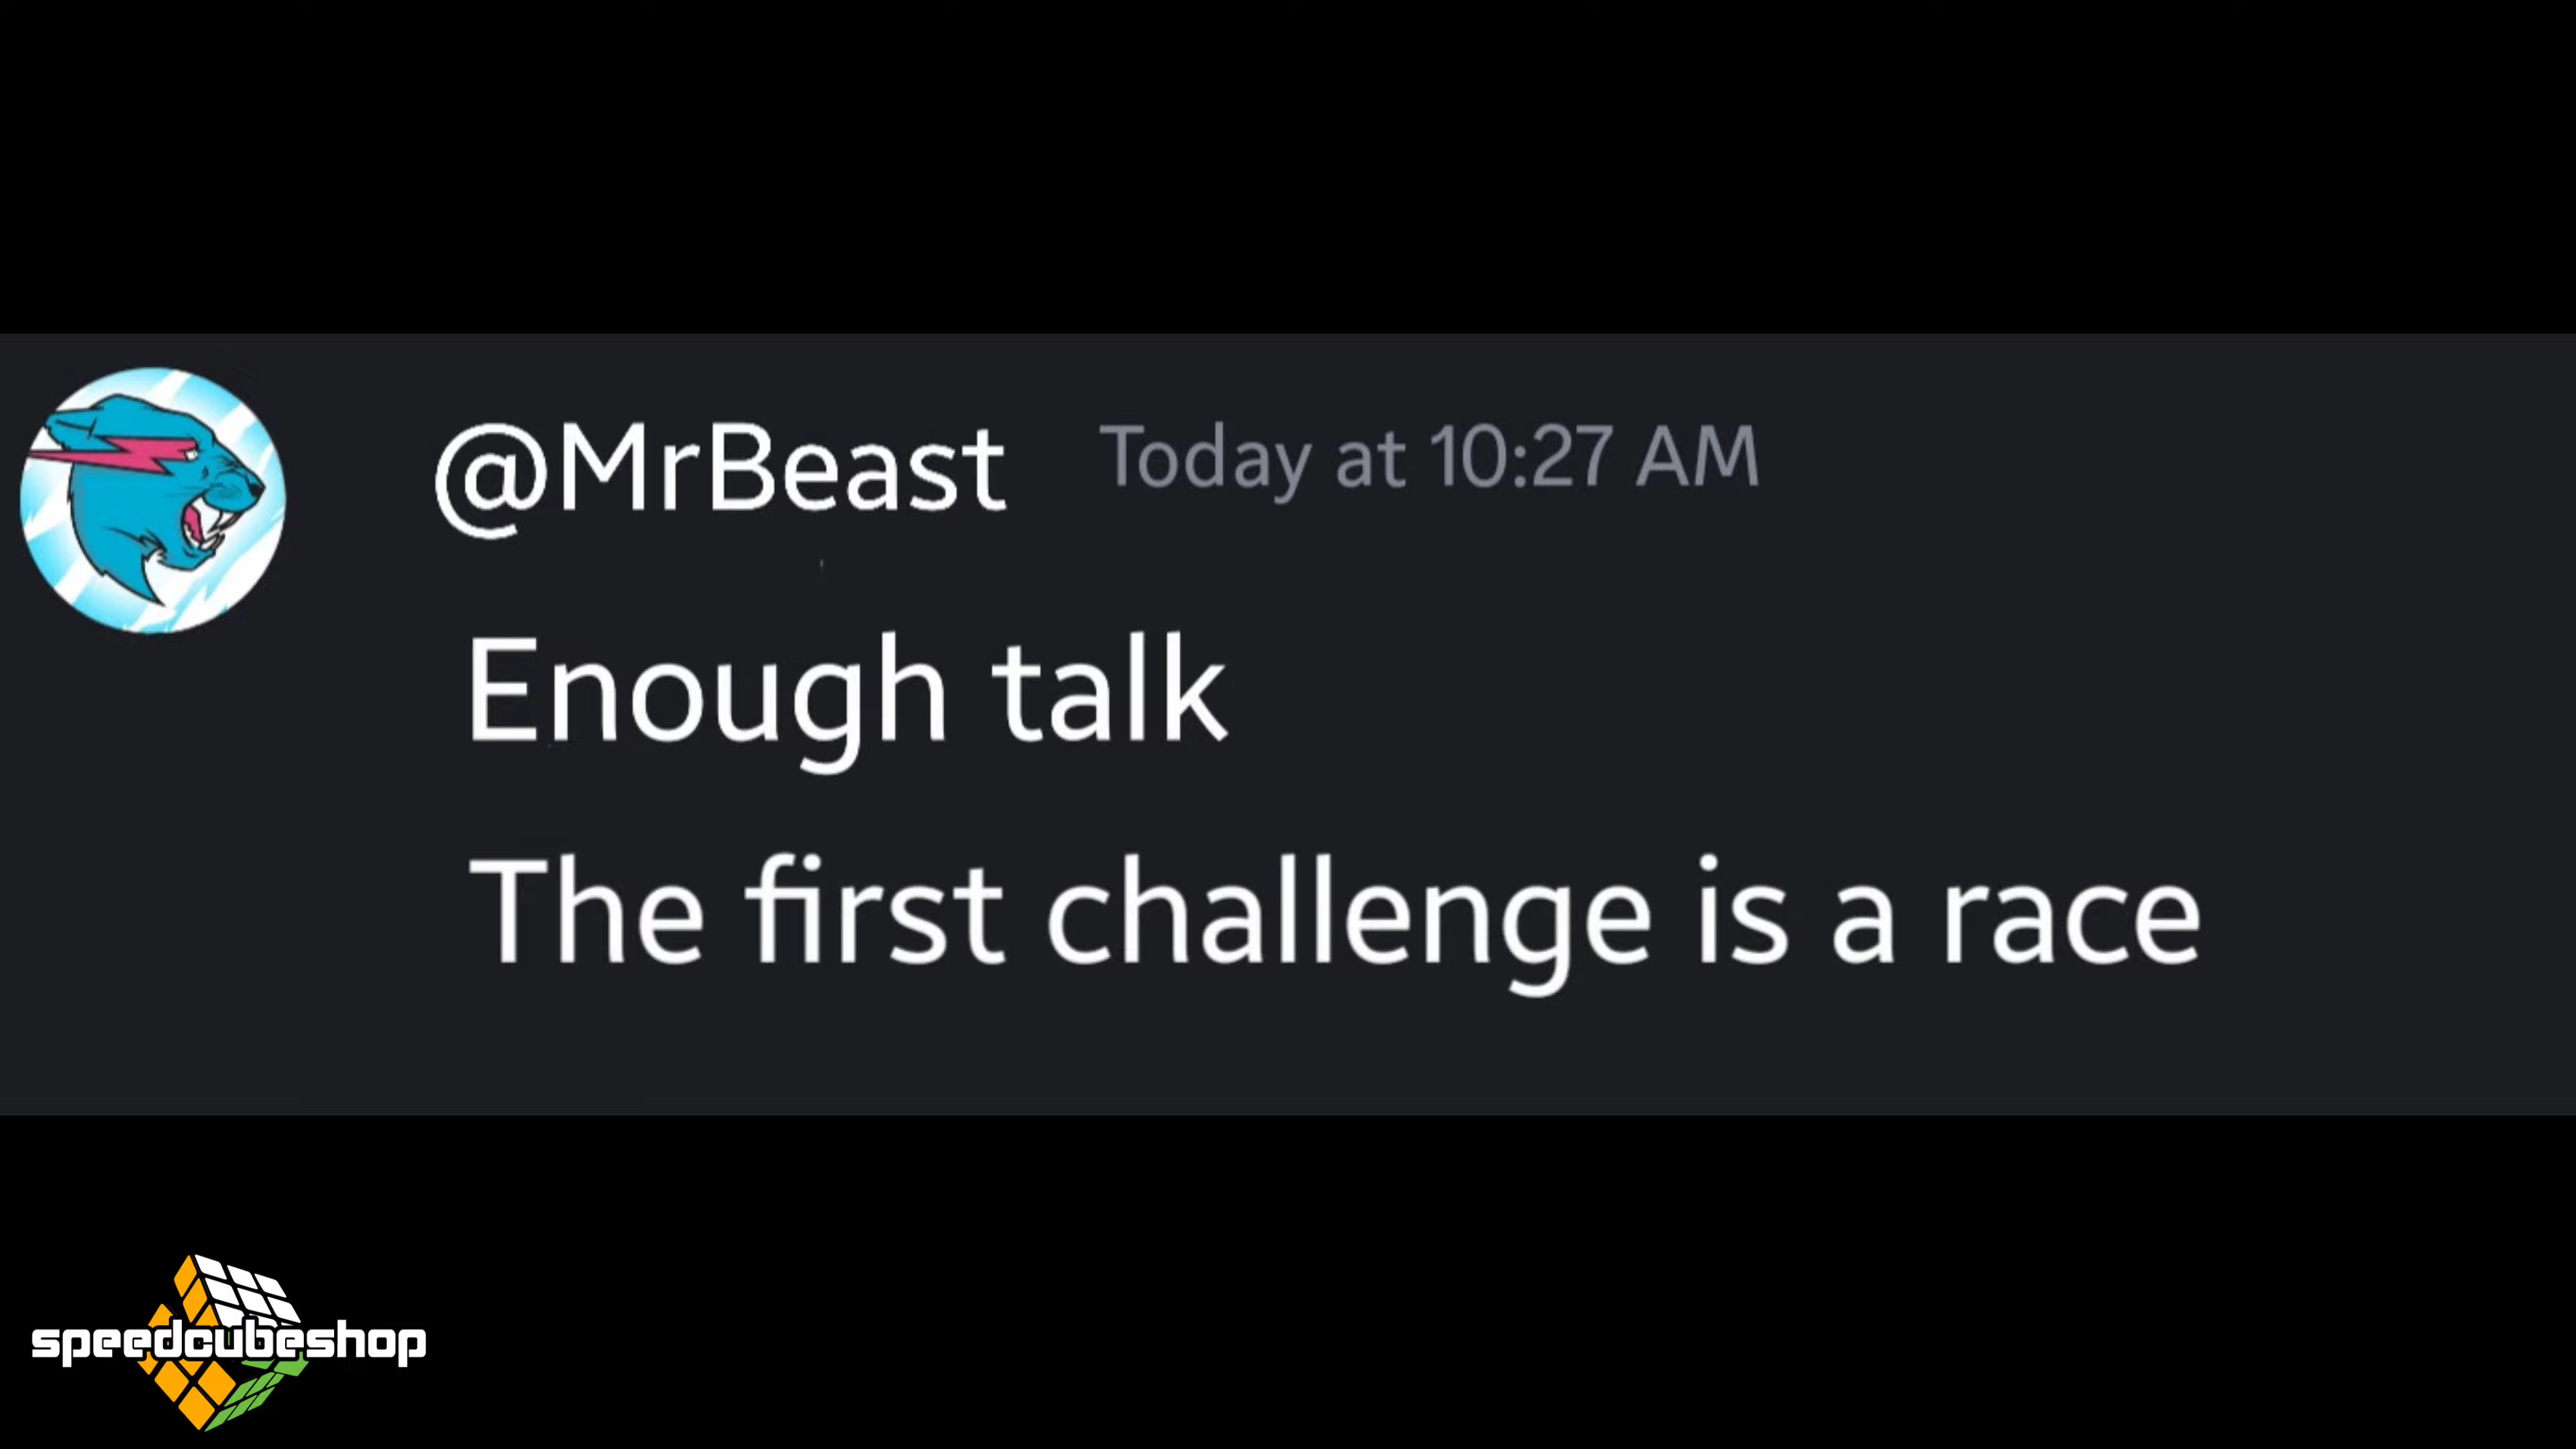 @MrBeast Today at 10:27 AM
Enough talk
The first challenge is a race
speedcubeshop